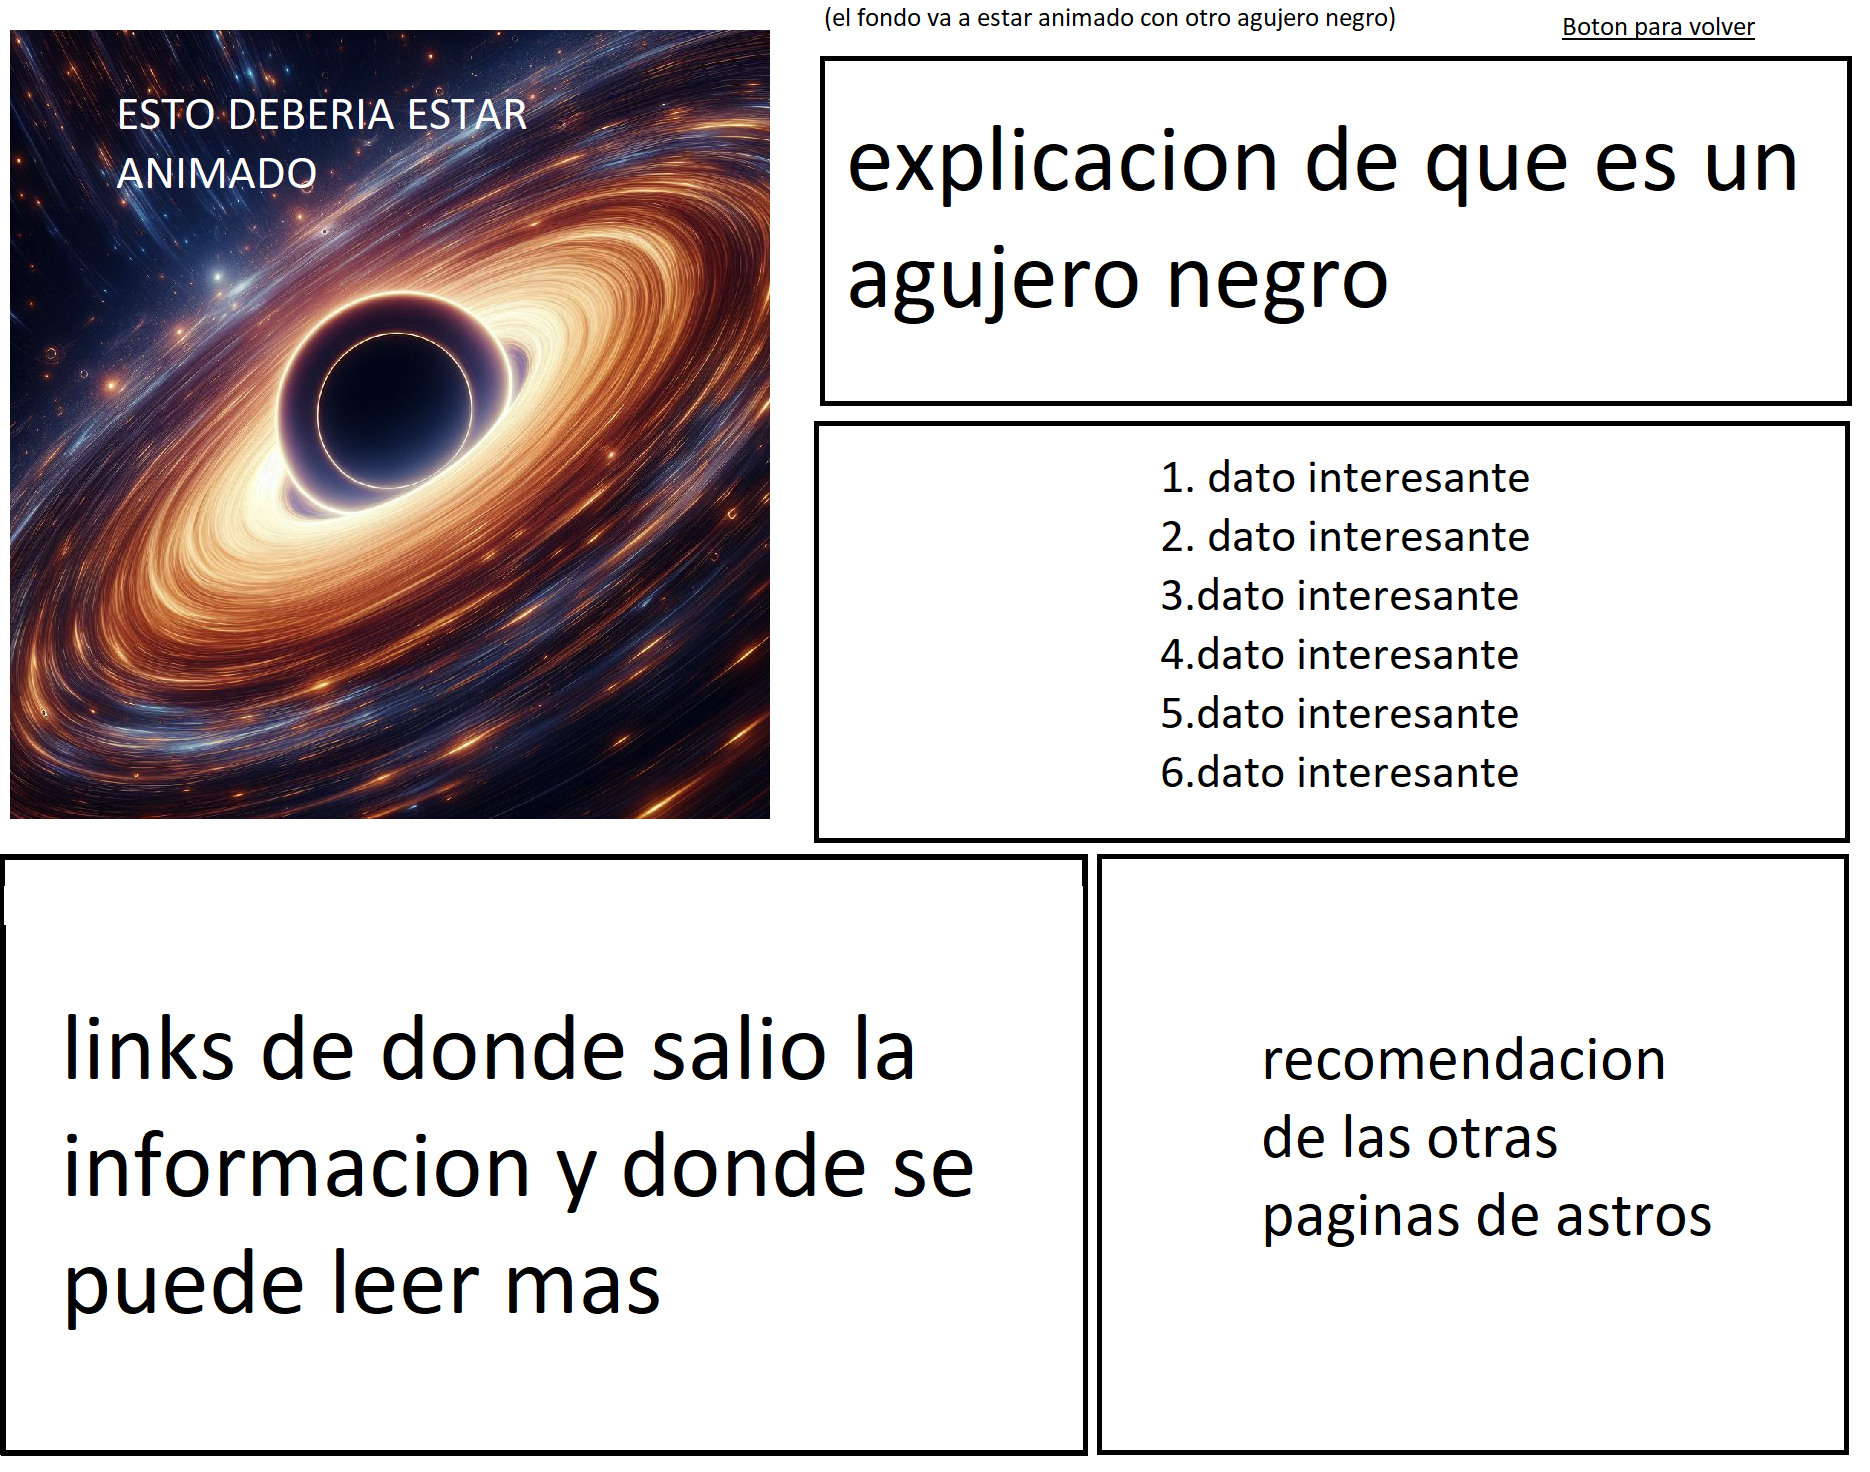 (el fondo va a estar animado con otro agujero negro)
Boton para volver
ESTO DEBERIA ESTAR
ANIMADO
explicacion de que es un
agujero negro
1. dato interesante
2. dato interesante
3.dato interesante
4.dato interesante
5.dato interesante
6.dato interesante
links de donde salio la
informacion y donde se
puede leer mas
recomendacion
de las otras
paginas de astros